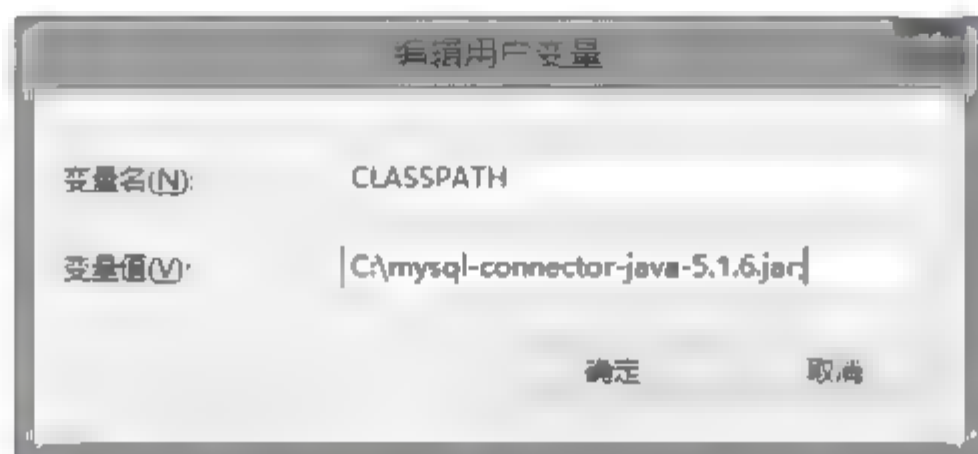 编辑用户变量
变量名(N): CLASSPATH
变量值(V): C:\mysql-connector-java-5.1.6.jar;
确定 取消